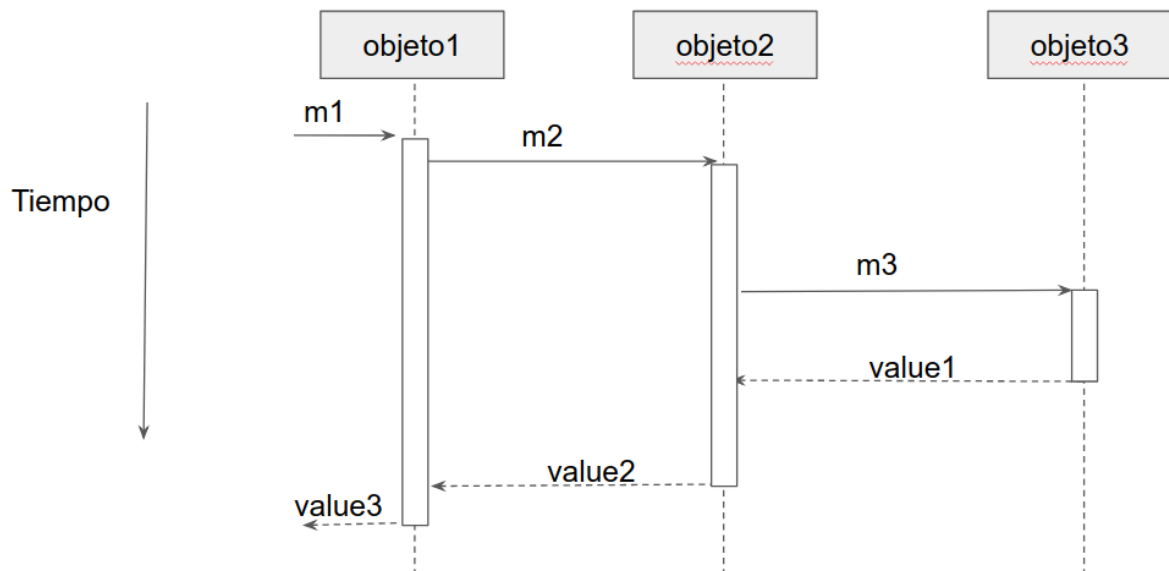 objeto1
objeto2
objeto3
m1
m2
Tiempo
m3
value1
value2
value3